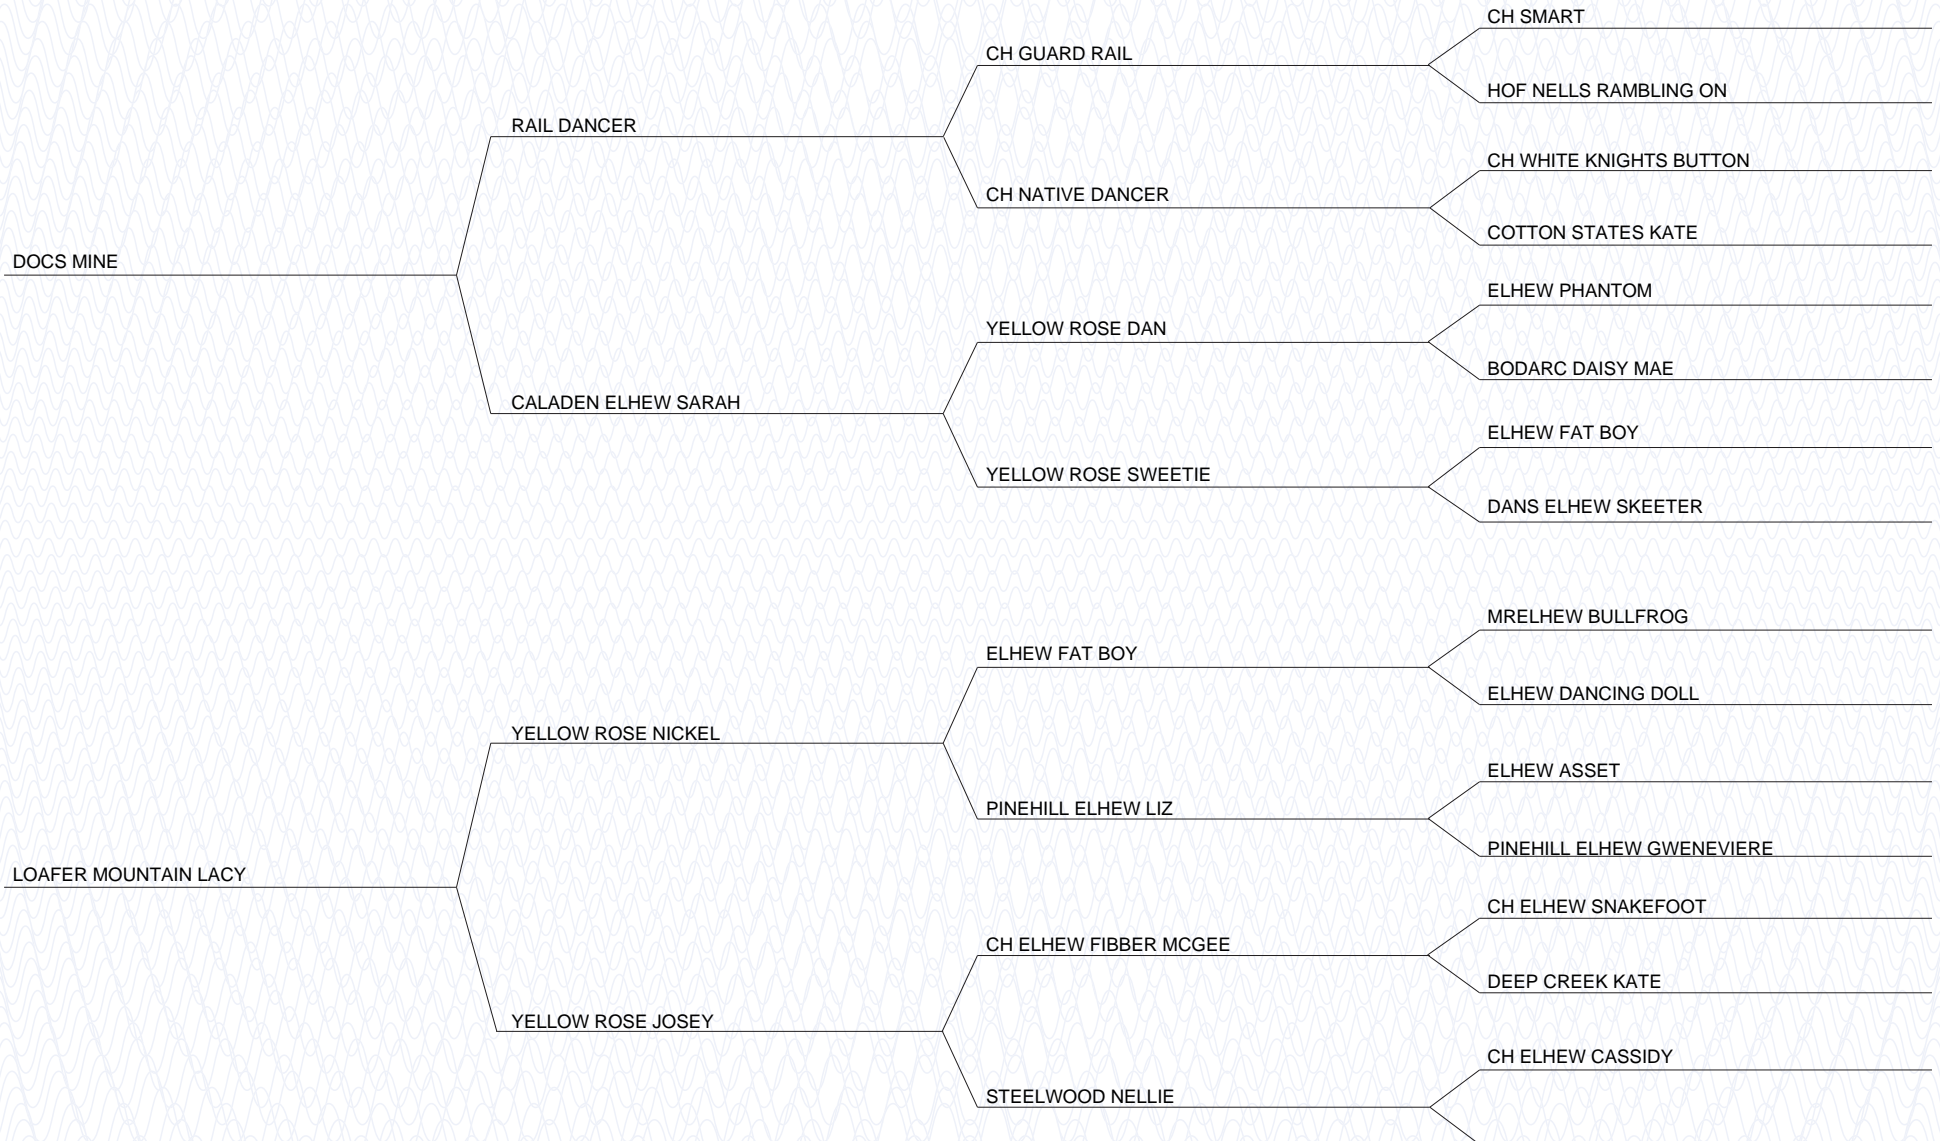 CH SMART
CH GUARD RAIL
HOF NELLS RAMBLING ON
RAIL DANCER
CH WHITE KNIGHTS BUTTON
CH NATIVE DANCER
COTTON STATES KATE
DOCS MINE
ELHEW PHANTOM
YELLOW ROSE DAN
BODARC DAISY MAE
CALADEN ELHEW SARAH
ELHEW FAT BOY
YELLOW ROSE SWEETIE
DANS ELHEW SKEETER
MRELHEW BULLFROG
ELHEW FAT BOY
ELHEW DANCING DOLL
YELLOW ROSE NICKEL
ELHEW ASSET
PINEHILL ELHEW LIZ
PINEHILL ELHEW GWENEVIERE
LOAFER MOUNTAIN LACY
CH ELHEW SNAKEFOOT
CH ELHEW FIBBER MCGEE
DEEP CREEK KATE
YELLOW ROSE JOSEY
CH ELHEW CASSIDY
STEELWOOD NELLIE